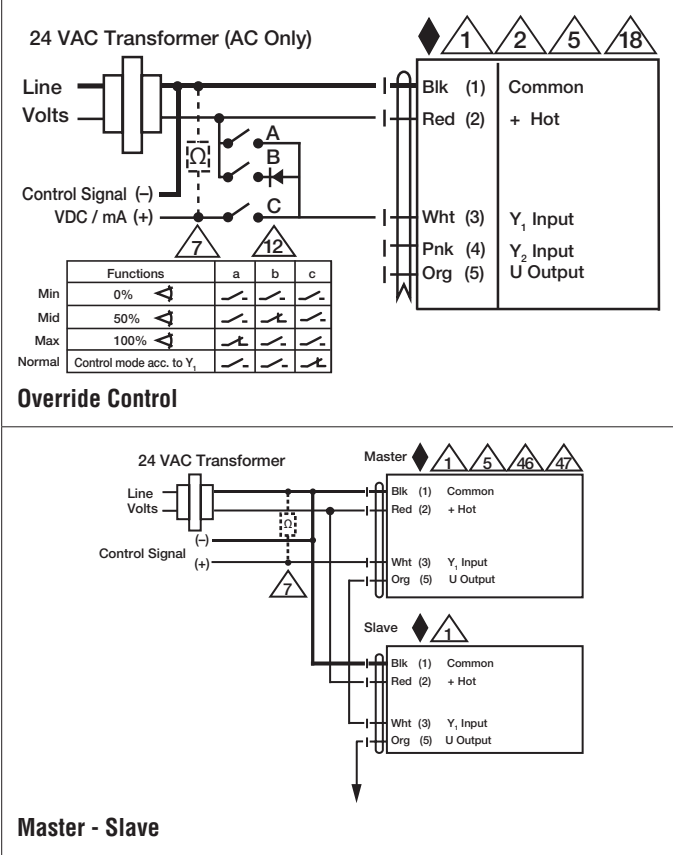 24 VAC Transformer (AC Only)
1 2 5 18
Line
Volts
Blk (1) Common
Red (2) + Hot
A
Ω
B
Control Signal (–)
VDC / mA (+)
C
Wht (3) Y1 Input
Pnk (4) Y2 Input
Org (5) U Output
7 12
Functions a b c
Min 0%
Mid 50%
Max 100%
Normal Control mode acc. to Y1
Override Control
24 VAC Transformer
Master 1 5 46 47
Line
Volts
Blk (1) Common
Red (2) + Hot
Ω
(–)
Control Signal
(+)
Wht (3) Y1 Input
Org (5) U Output
7
Slave 1
Blk (1) Common
Red (2) + Hot
Wht (3) Y1 Input
Org (5) U Output
Master - Slave